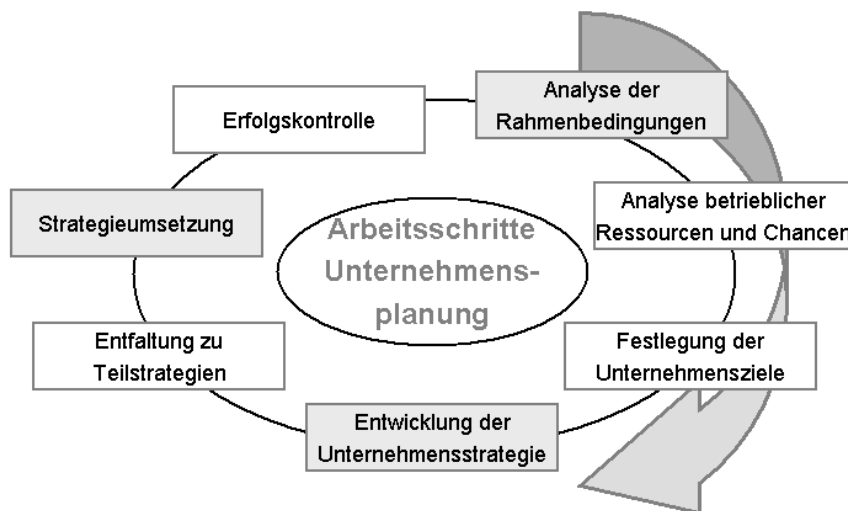 Analyse der
Rahmenbedingungen
Analyse betrieblicher
Ressourcen und Chancen
Festlegung der
Unternehmensziele
Entwicklung der
Unternehmensstrategie
Entfaltung zu
Teilstrategien
Strategieumsetzung
Erfolgskontrolle
Arbeitsschritte
Unternehmens-
planung